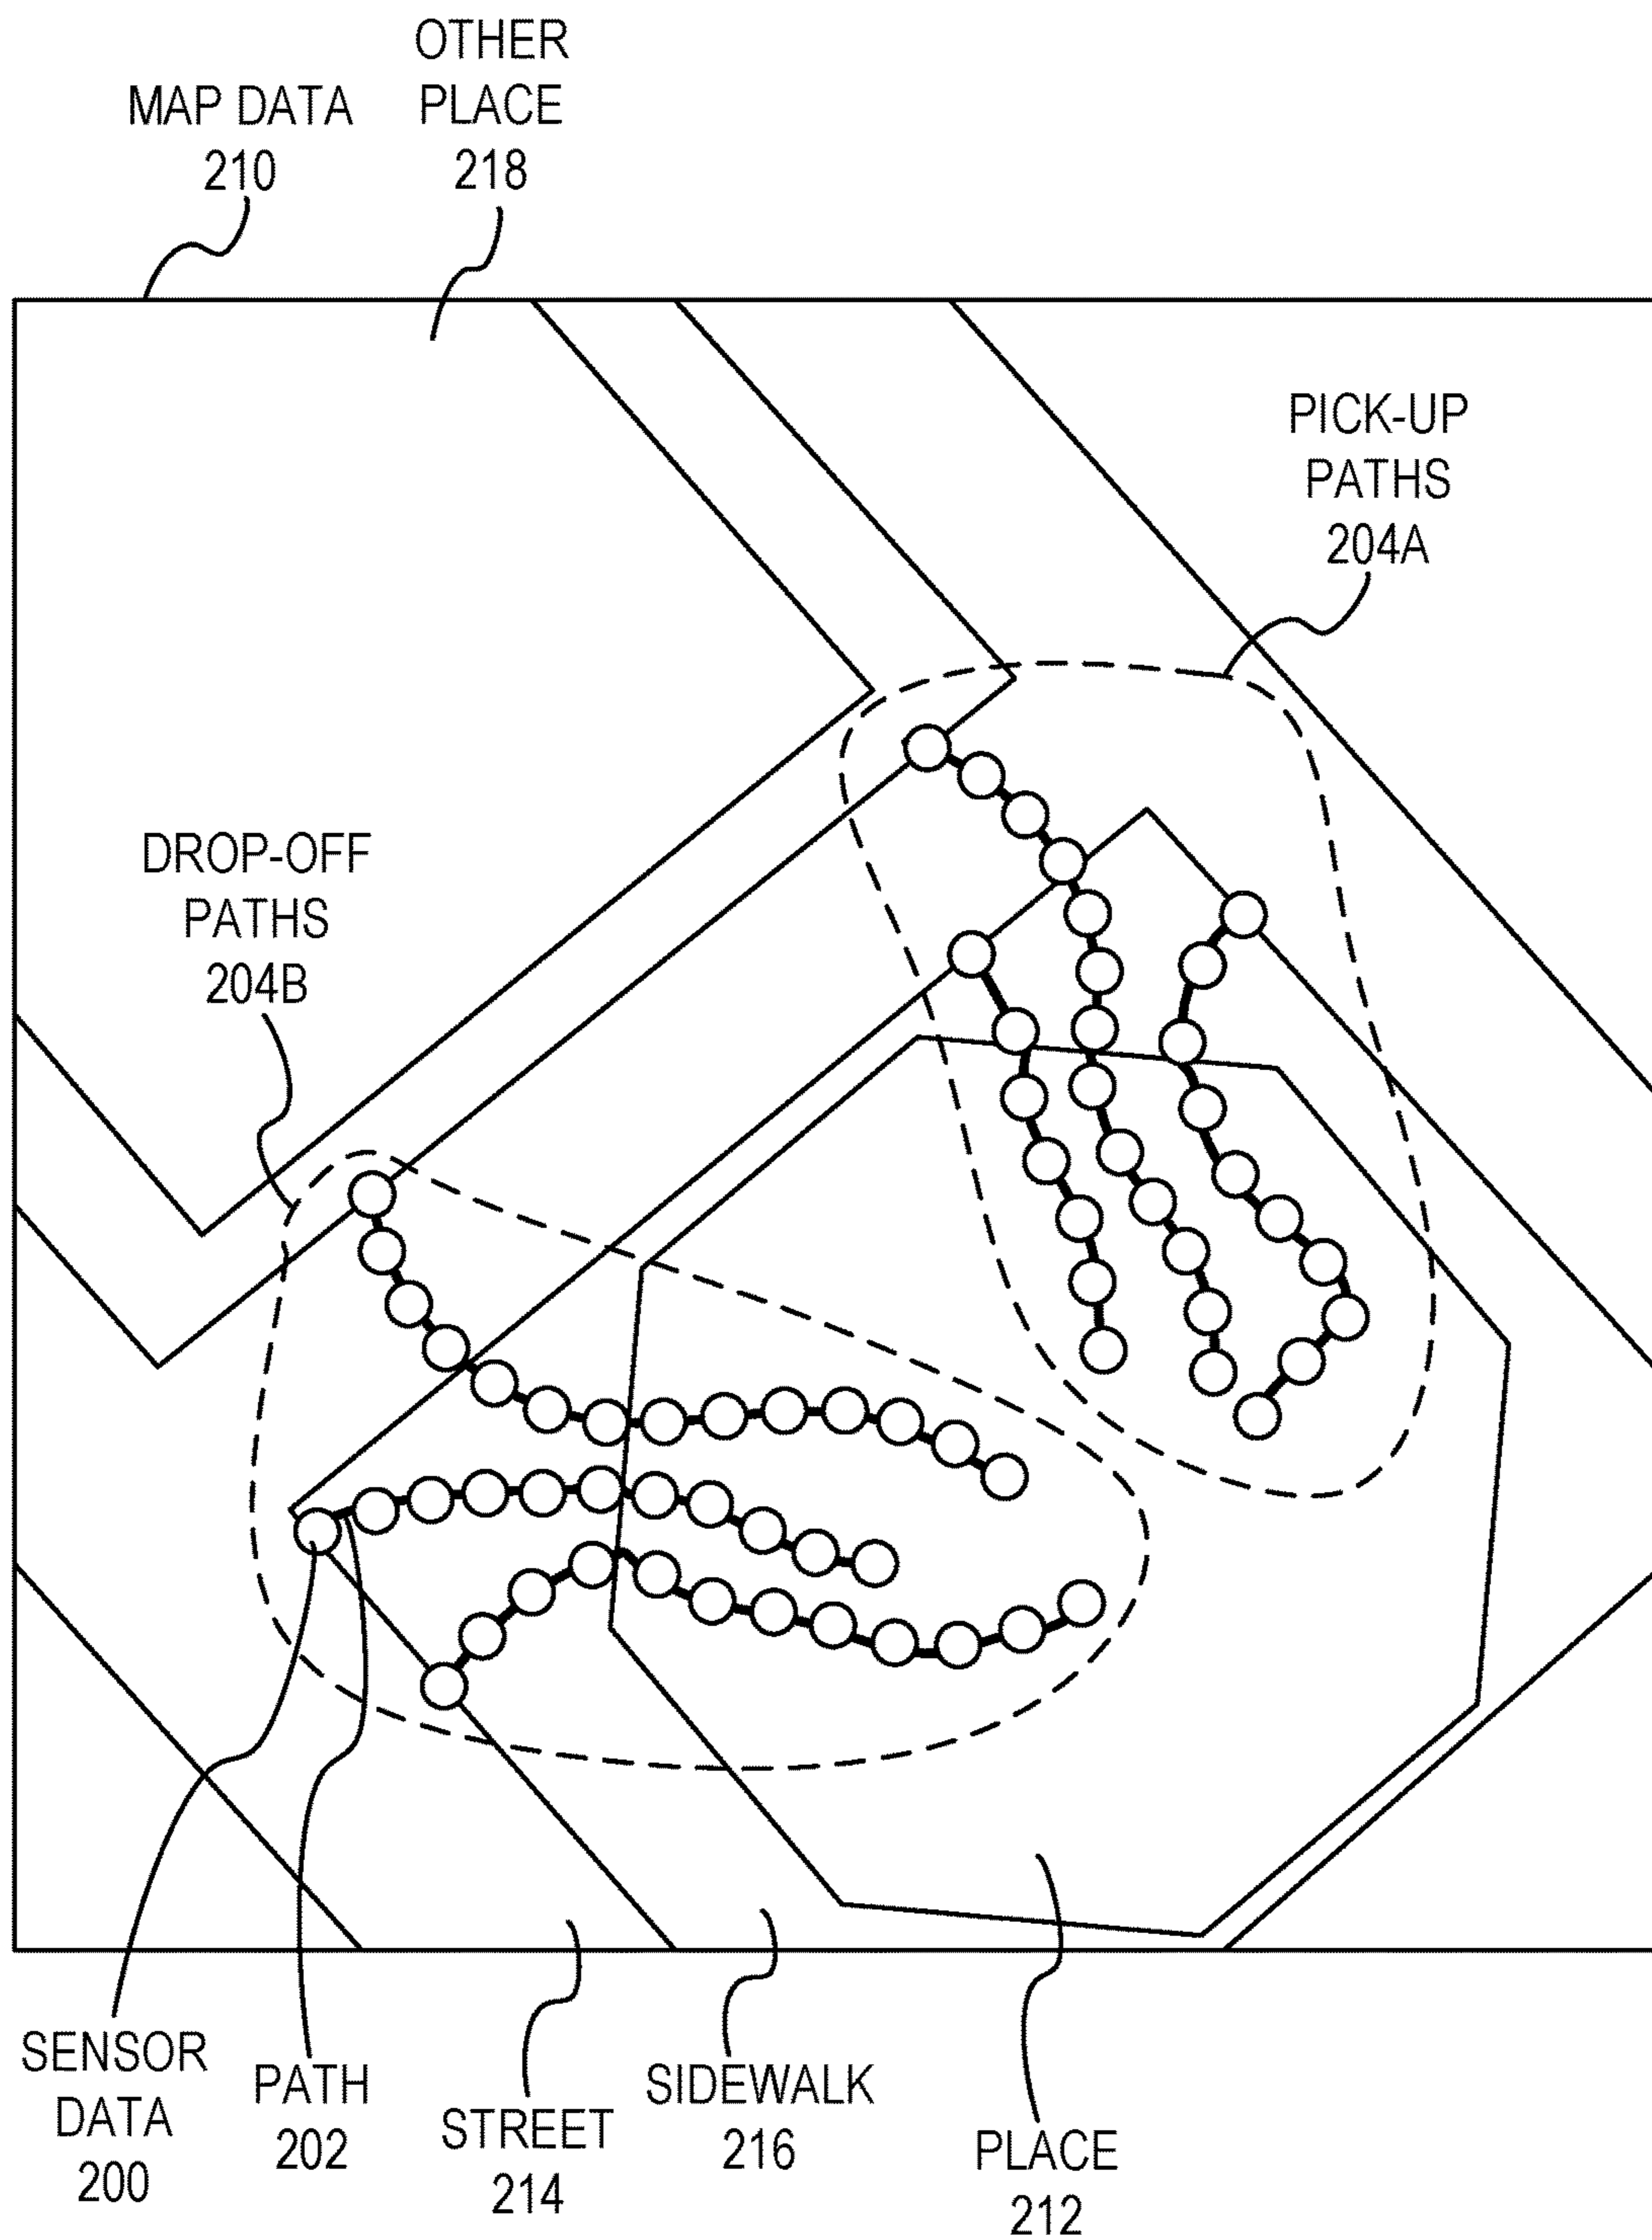 OTHER
PLACE
218
MAP DATA
210
PICK-UP
PATHS
204A
DROP-OFF
PATHS
204B
SENSOR
DATA
200
PATH
202
STREET
214
SIDEWALK
216
PLACE
212